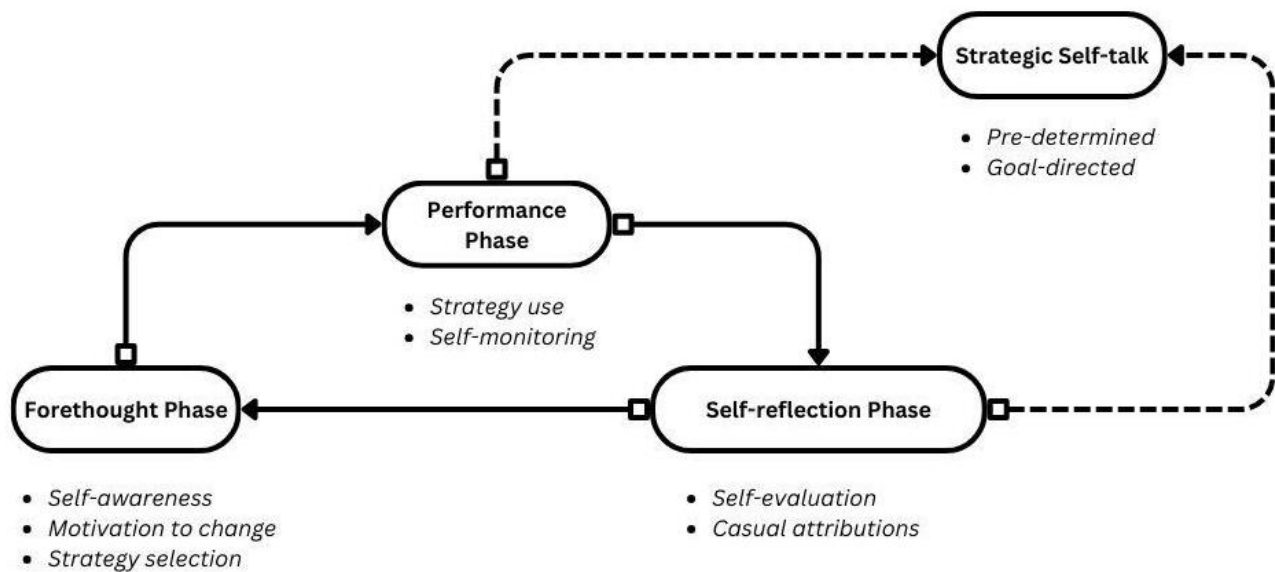 Strategic Self-talk
• Pre-determined
• Goal-directed
Performance
Phase
• Strategy use
• Self-monitoring
Forethought Phase
• Self-awareness
• Motivation to change
• Strategy selection
Self-reflection Phase
• Self-evaluation
• Casual attributions